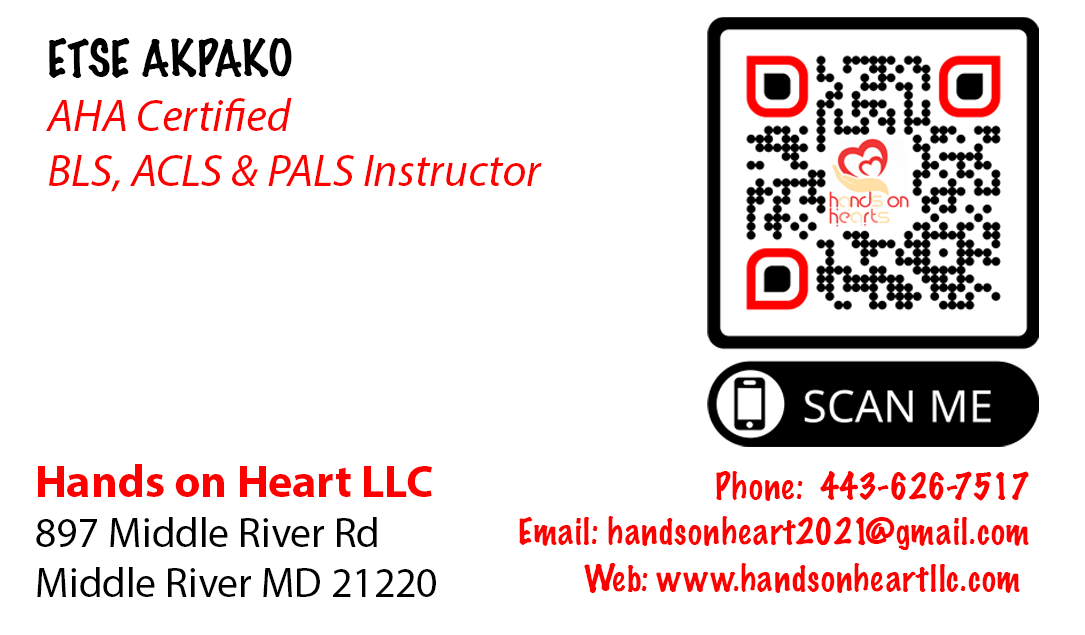 ETSE AKPAKO
AHA Certified
BLS, ACLS & PALS Instructor
hands on
hearts
SCAN ME
Hands on Heart LLC
897 Middle River Rd
Middle River MD 21220
Phone: 443-626-7517
Email: handsonheart2021@gmail.com
Web: www.handsonheartllc.com